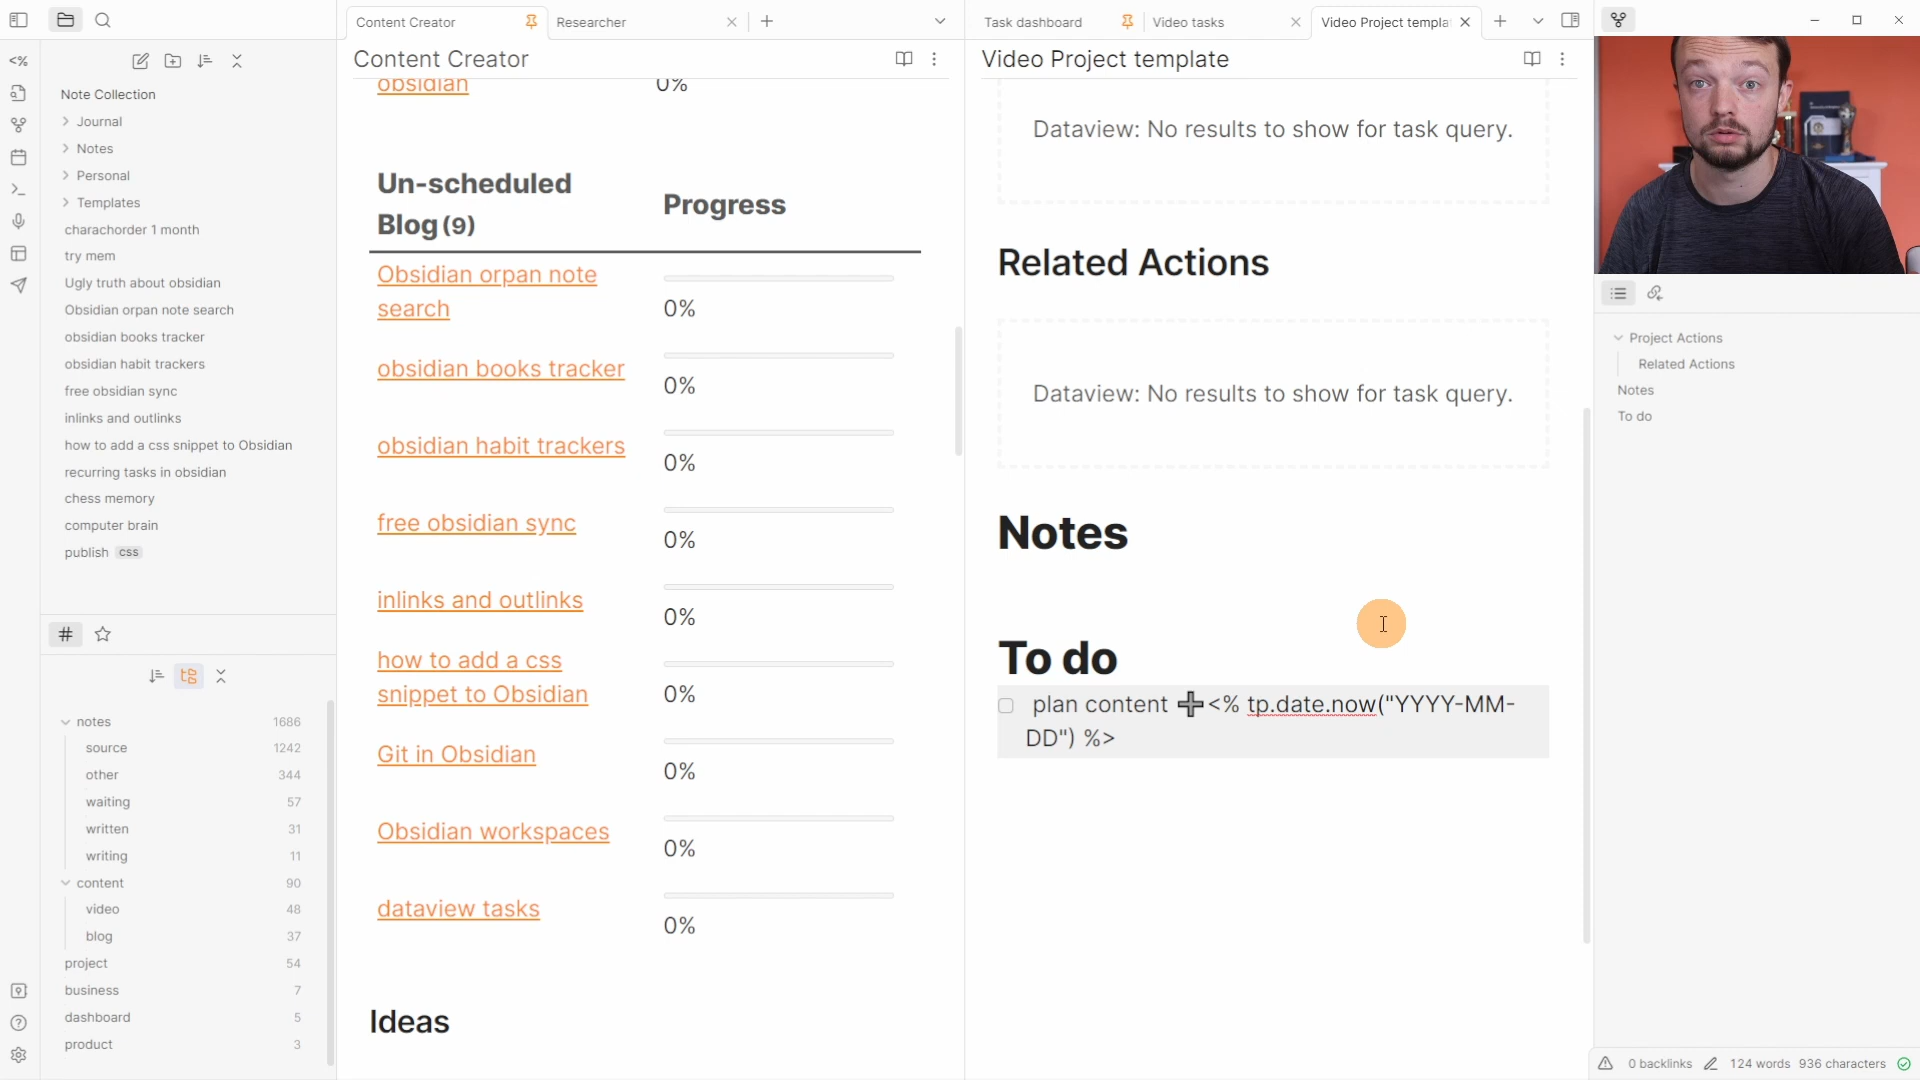 Content Creator
Researcher
Task dashboard
Video tasks
Video Project templa
<%
Note Collection
Journal
Notes
Personal
Templates
charachorder 1 month
try mem
Ugly truth about obsidian
Obsidian orpan note search
obsidian books tracker
obsidian habit trackers
free obsidian sync
inlinks and outlinks
how to add a css snippet to Obsidian
recurring tasks in obsidian
chess memory
computer brain
publish css
notes 1686
source 1242
other 344
waiting 57
written 31
writing 11
content 90
video 48
blog 37
project 54
business 7
dashboard 5
product 3
Content Creator
obsidian 0%
Un-scheduled
Blog (9)
Progress
Obsidian orpan note
search
0%
obsidian books tracker
0%
obsidian habit trackers
0%
free obsidian sync
0%
inlinks and outlinks
0%
how to add a css
snippet to Obsidian
0%
Git in Obsidian
0%
Obsidian workspaces
0%
dataview tasks
0%
Ideas
Video Project template
Dataview: No results to show for task query.
Related Actions
Dataview: No results to show for task query.
Notes
To do
plan content ➕<% tp.date.now("YYYY-MM-
DD") %>
Project Actions
Related Actions
Notes
To do
0 backlinks 124 words 936 characters